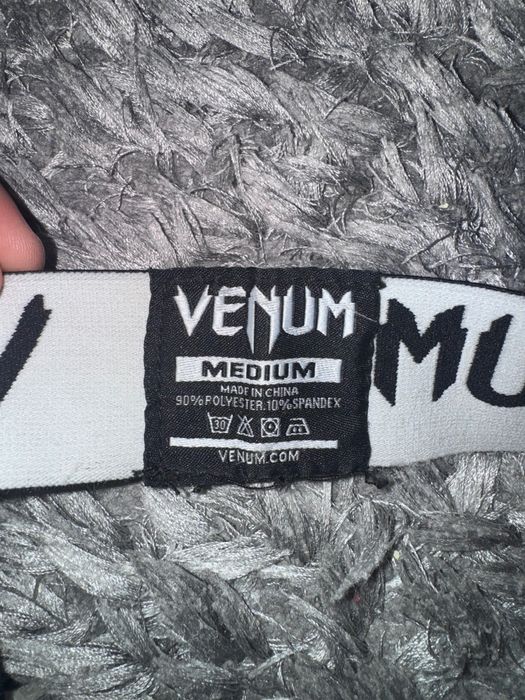 VENUM
MEDIUM
MADE IN CHINA
90%POLYESTER.10%SPANDEX
30
VENUM.COM
MU